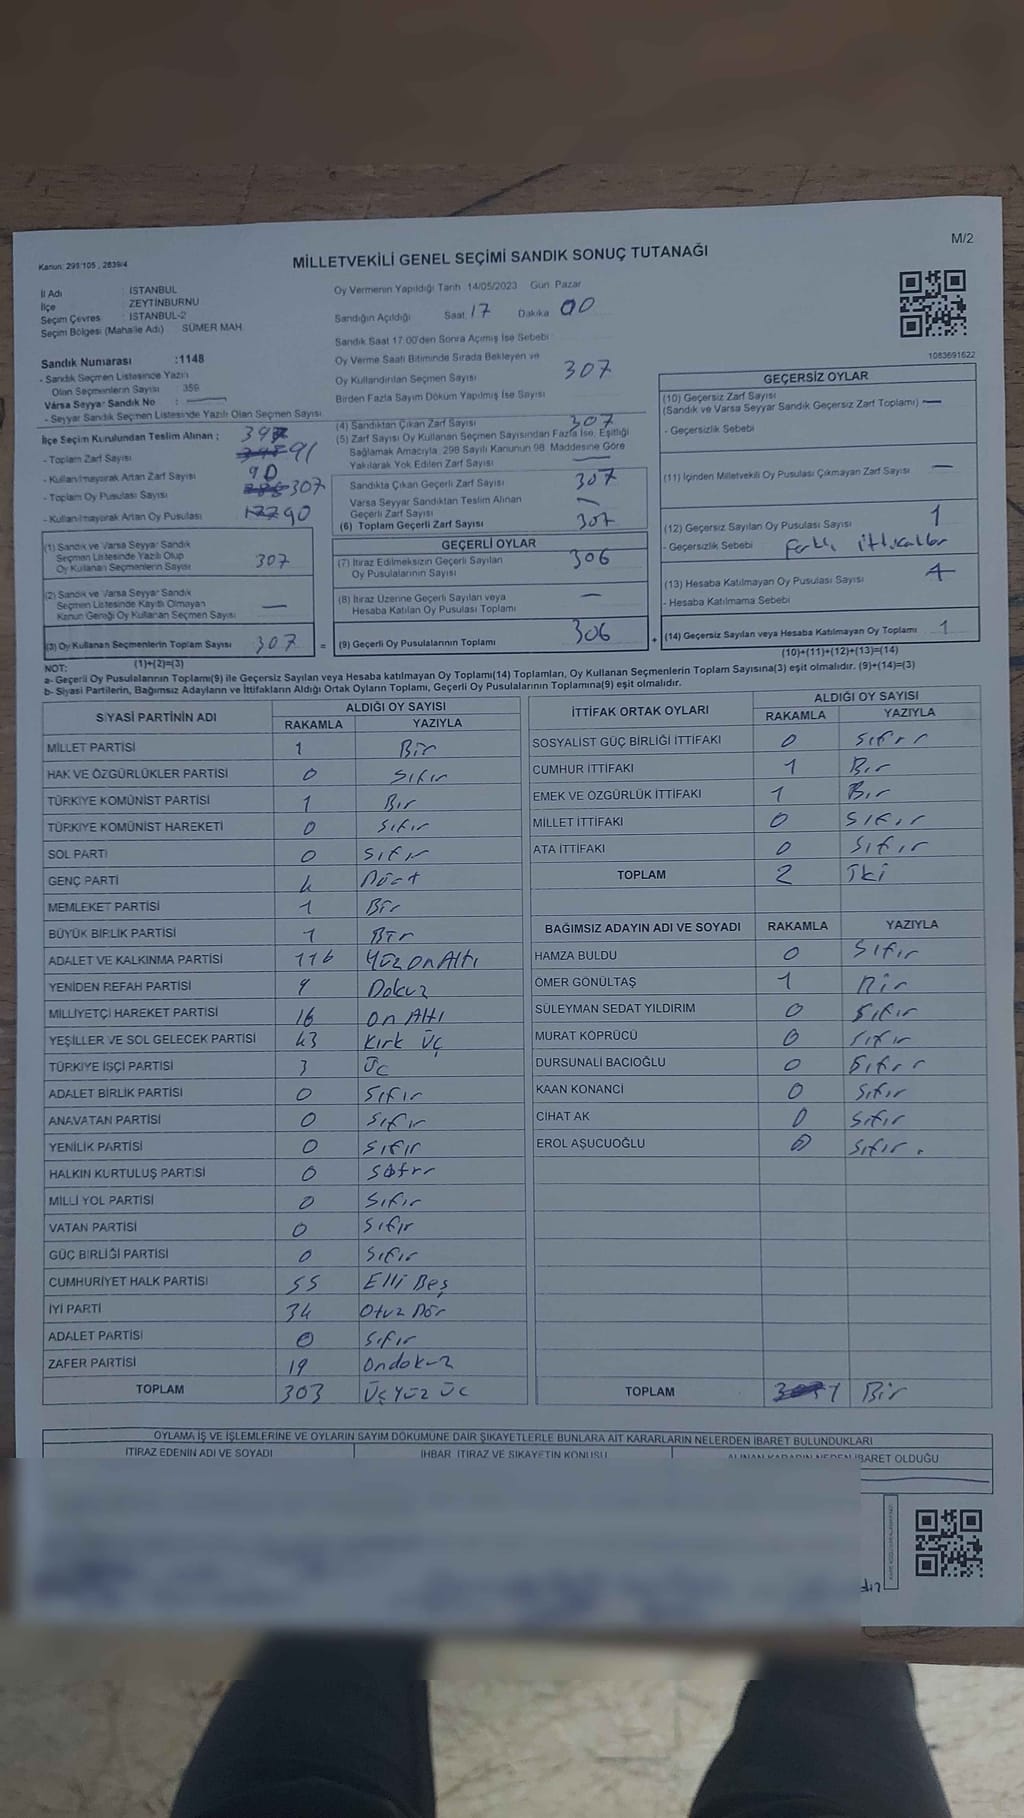 M/2
Kanun: 298/105 , 2839/4
MİLLETVEKİLİ GENEL SEÇİMİ SANDIK SONUÇ TUTANAĞI
İl Adı : İSTANBUL
İlçe : ZEYTİNBURNU
Seçim Çevresi : İSTANBUL-2
Seçim Bölgesi (Mahalle Adı) SÜMER MAH.
Sandık Numarası :1148
- Sandık Seçmen Listesinde Yazılı
Olan Seçmenlerin Sayısı : 359
Varsa Seyyar Sandık No :
- Seyyar Sandık Seçmen Listesinde Yazılı Olan Seçmen Sayısı
Oy Vermenin Yapıldığı Tarih 14/05/2023 Gün Pazar
Sandığın Açıldığı Saat 17 Dakika 00
Sandık Saat 17:00'den Sonra Açılmış İse Sebebi
Oy Verme Saati Bitiminde Sırada Bekleyen ve
Oy Kullandırılan Seçmen Sayısı 307
Birden Fazla Sayım Döküm Yapılmış İse Sayısı
1083691622
İlçe Seçim Kurulundan Teslim Alınan ;
- Toplam Zarf Sayısı
- Kullanılmayarak Artan Zarf Sayısı 90
- Toplam Oy Pusulası Sayısı 307
- Kullanılmayarak Artan Oy Pusulası 90
(4) Sandıktan Çıkan Zarf Sayısı 307
(5) Zarf Sayısı Oy Kullanan Seçmen Sayısından Fazla İse, Eşitliği
Sağlamak Amacıyla, 298 Sayılı Kanunun 98. Maddesine Göre
Yakılarak Yok Edilen Zarf Sayısı
Sandıkta Çıkan Geçerli Zarf Sayısı 307
Varsa Seyyar Sandıktan Teslim Alınan
Geçerli Zarf Sayısı
(6) Toplam Geçerli Zarf Sayısı 307
GEÇERSİZ OYLAR
(10) Geçersiz Zarf Sayısı
(Sandık ve Varsa Seyyar Sandık Geçersiz Zarf Toplamı) —
- Geçersizlik Sebebi
(11) İçinden Milletvekili Oy Pusulası Çıkmayan Zarf Sayısı —
(12) Geçersiz Sayılan Oy Pusulası Sayısı 1
- Geçersizlik Sebebi Farklı ittifaklar
(13) Hesaba Katılmayan Oy Pusulası Sayısı
- Hesaba Katılmama Sebebi
(14) Geçersiz Sayılan veya Hesaba Katılmayan Oy Toplamı 1
(10)+(11)+(12)+(13)=(14)
(1) Sandık ve Varsa Seyyar Sandık
Seçmen Listesinde Yazılı Olup
Oy Kullanan Seçmenlerin Sayısı 307
(2) Sandık ve Varsa Seyyar Sandık
Seçmen Listesinde Kayıtlı Olmayan
Kanun Gereği Oy Kullanan Seçmen Sayısı —
(3) Oy Kullanan Seçmenlerin Toplam Sayısı 307 =
(1)+(2)=(3)
GEÇERLİ OYLAR
(7) İtiraz Edilmeksizin Geçerli Sayılan
Oy Pusulalarının Sayısı 306
(8) İtiraz Üzerine Geçerli Sayılan veya
Hesaba Katılan Oy Pusulası Toplamı —
(9) Geçerli Oy Pusulalarının Toplamı 306 +
NOT:
a- Geçerli Oy Pusulalarının Toplamı(9) ile Geçersiz Sayılan veya Hesaba katılmayan Oy Toplamı(14) Toplamları, Oy Kullanan Seçmenlerin Toplam Sayısına(3) eşit olmalıdır. (9)+(14)=(3)
b- Siyasi Partilerin, Bağımsız Adayların ve İttifakların Aldığı Ortak Oyların Toplamı, Geçerli Oy Pusulalarının Toplamına(9) eşit olmalıdır.
SİYASİ PARTİNİN ADI ALDIĞI OY SAYISI
RAKAMLA YAZIYLA
MİLLET PARTİSİ 1 Bir
HAK VE ÖZGÜRLÜKLER PARTİSİ 0 Sıfır
TÜRKİYE KOMÜNİST PARTİSİ 1 Bir
TÜRKİYE KOMÜNİST HAREKETİ 0 Sıfır
SOL PARTİ 0 Sıfır
GENÇ PARTİ 4 Dört
MEMLEKET PARTİSİ 1 Bir
BÜYÜK BİRLİK PARTİSİ 1 Bir
ADALET VE KALKINMA PARTİSİ 116 Yüz on Altı
YENİDEN REFAH PARTİSİ 9 Dokuz
MİLLİYETÇİ HAREKET PARTİSİ 16 on Altı
YEŞİLLER VE SOL GELECEK PARTİSİ 43 Kırk Üç
TÜRKİYE İŞÇİ PARTİSİ 3 Üç
ADALET BİRLİK PARTİSİ 0 Sıfır
ANAVATAN PARTİSİ 0 Sıfır
YENİLİK PARTİSİ 0 Sıfır
HALKIN KURTULUŞ PARTİSİ 0 Sıfır
MİLLİ YOL PARTİSİ 0 Sıfır
VATAN PARTİSİ 0 Sıfır
GÜÇ BİRLİĞİ PARTİSİ 0 Sıfır
CUMHURİYET HALK PARTİSİ 55 Elli Beş
İYİ PARTİ 34 Otuz Dör
ADALET PARTİSİ 0 Sıfır
ZAFER PARTİSİ 19 Ondokuz
TOPLAM 303 Üç Yüz Üç
İTTİFAK ORTAK OYLARI ALDIĞI OY SAYISI
RAKAMLA YAZIYLA
SOSYALİST GÜÇ BİRLİĞİ İTTİFAKI 0 Sıfır
CUMHUR İTTİFAKI 1 Bir
EMEK VE ÖZGÜRLÜK İTTİFAKI 1 Bir
MİLLET İTTİFAKI 0 Sıfır
ATA İTTİFAKI 0 Sıfır
TOPLAM 2 İki
BAĞIMSIZ ADAYIN ADI VE SOYADI RAKAMLA YAZIYLA
HAMZA BULDU 0 Sıfır
ÖMER GÖNÜLTAŞ 1 Bir
SÜLEYMAN SEDAT YILDIRIM 0 Sıfır
MURAT KÖPRÜCÜ 0 Sıfır
DURSUNALİ BACIOĞLU 0 Sıfır
KAAN KONANCİ 0 Sıfır
CİHAT AK 0 Sıfır
EROL AŞUCUOĞLU 0 Sıfır.
TOPLAM 1 Bir
OYLAMA İŞ VE İŞLEMLERİNE VE OYLARIN SAYIM DÖKÜMÜNE DAİR ŞİKAYETLERLE BUNLARA AİT KARARLARIN NELERDEN İBARET BULUNDUKLARI
İTİRAZ EDENİN ADI VE SOYADI İHBAR, İTİRAZ VE ŞİKAYETİN KONUSU ALINAN KARARIN NEDEN İBARET OLDUĞU